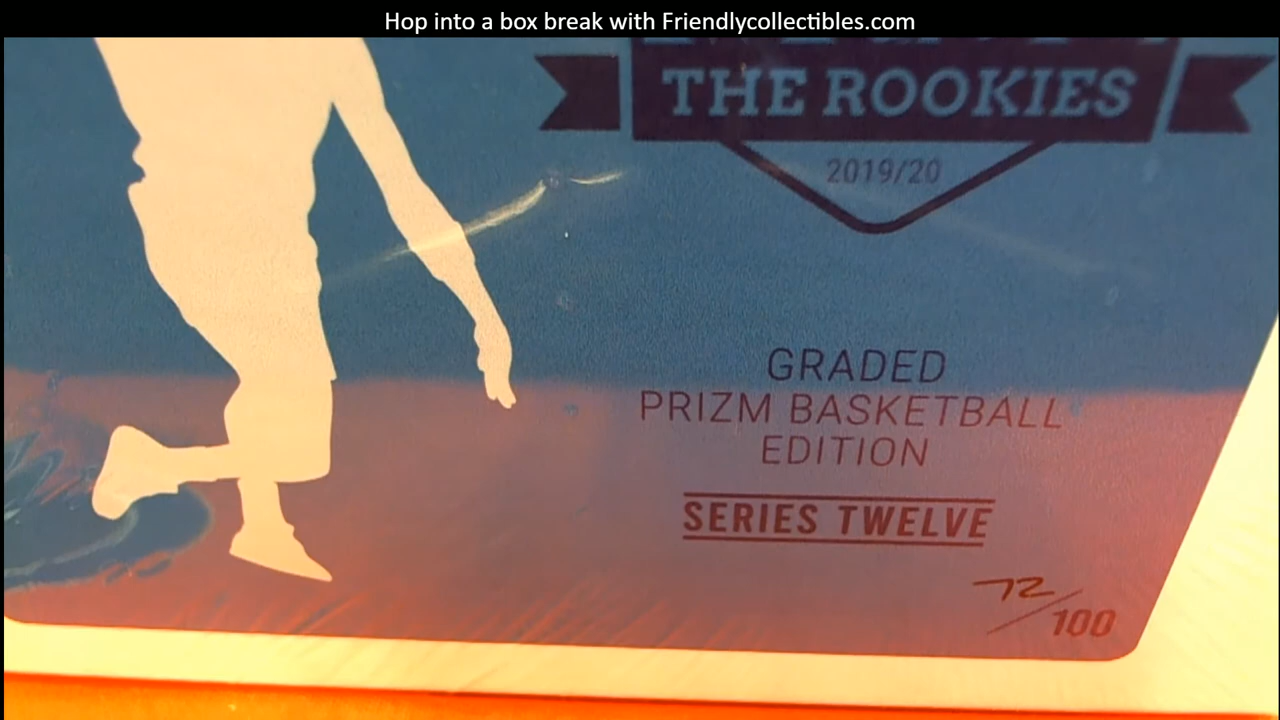 Hop into a box break with Friendlycollectibles.com
THE ROOKIES
2019/20
GRADED
PRIZM BASKETBALL
EDITION
SERIES TWELVE
72/100